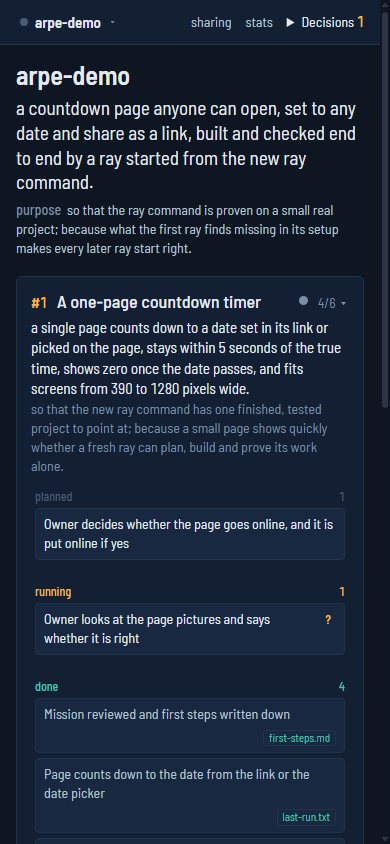 arpe-demo
sharing stats ▶ Decisions 1
arpe-demo
a countdown page anyone can open, set to any
date and share as a link, built and checked end
to end by a ray started from the new ray
command.
purpose so that the ray command is proven on a small real
project; because what the first ray finds missing in its setup
makes every later ray start right.
#1 A one-page countdown timer 4/6
a single page counts down to a date set in its link or
picked on the page, stays within 5 seconds of the true
time, shows zero once the date passes, and fits
screens from 390 to 1280 pixels wide.
so that the new ray command has one finished, tested
project to point at; because a small page shows quickly
whether a fresh ray can plan, build and prove its work
alone.
planned 1
Owner decides whether the page goes online, and it is
put online if yes
running 1
Owner looks at the page pictures and says ?
whether it is right
done 4
Mission reviewed and first steps written down
first-steps.md
Page counts down to the date from the link or the
date picker
last-run.txt